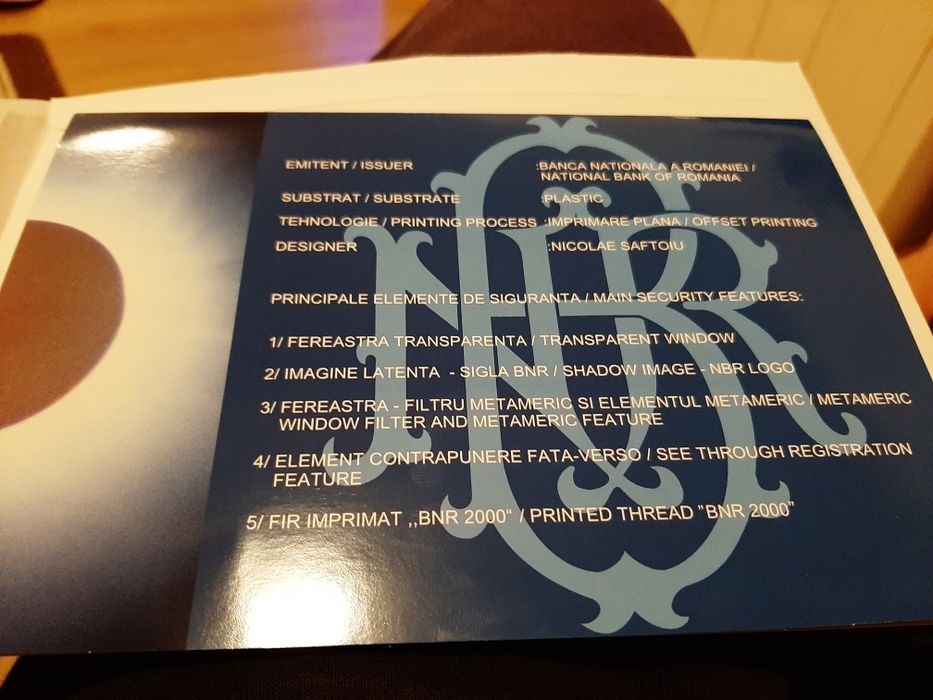 EMITENT / ISSUER :BANCA NATIONALA A ROMANIEI /
NATIONAL BANK OF ROMANIA
SUBSTRAT / SUBSTRATE :PLASTIC
TEHNOLOGIE / PRINTING PROCESS :IMPRIMARE PLANA / OFFSET PRINTING
DESIGNER :NICOLAE SAFTOIU
PRINCIPALE ELEMENTE DE SIGURANTA / MAIN SECURITY FEATURES:
1/ FEREASTRA TRANSPARENTA / TRANSPARENT WINDOW
2/ IMAGINE LATENTA - SIGLA BNR / SHADOW IMAGE - NBR LOGO
3/ FEREASTRA - FILTRU METAMERIC SI ELEMENTUL METAMERIC / METAMERIC
WINDOW FILTER AND METAMERIC FEATURE
4/ ELEMENT CONTRAPUNERE FATA-VERSO / SEE THROUGH REGISTRATION
FEATURE
5/ FIR IMPRIMAT ,,BNR 2000“ / PRINTED THREAD ”BNR 2000”